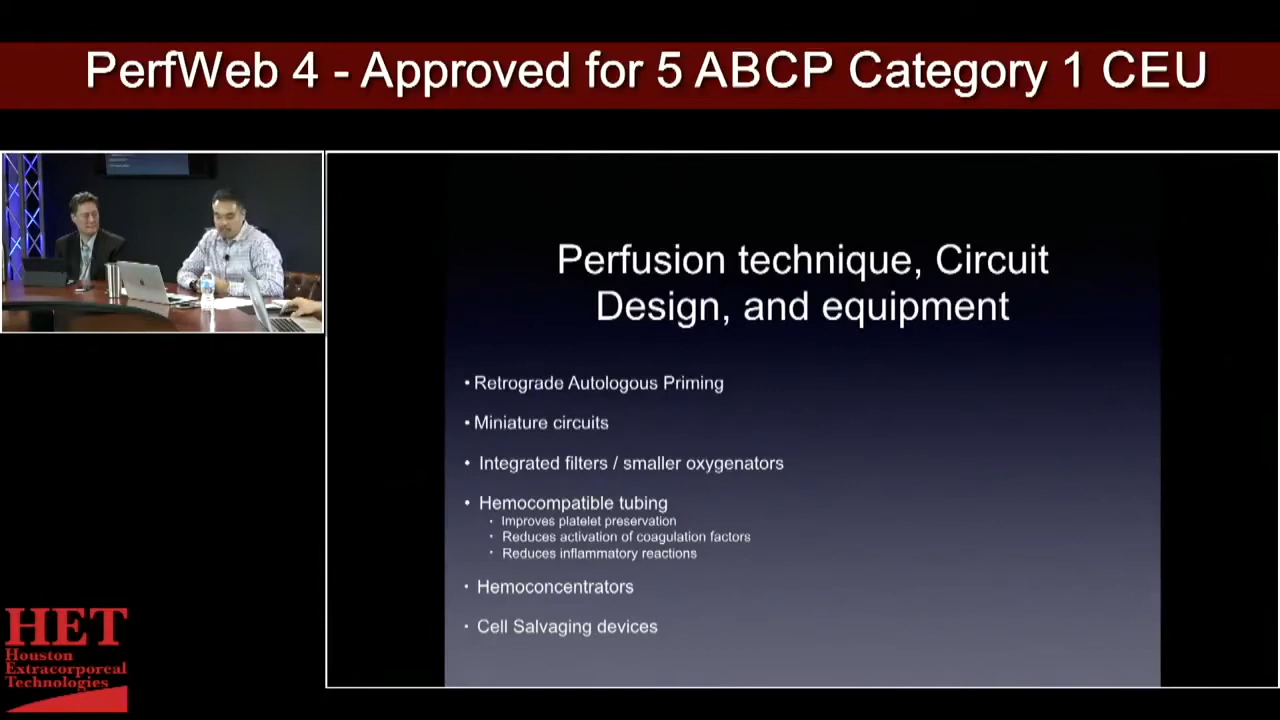 PerfWeb 4 - Approved for 5 ABCP Category 1 CEU
Perfusion technique, Circuit
Design, and equipment
• Retrograde Autologous Priming
• Miniature circuits
• Integrated filters / smaller oxygenators
• Hemocompatible tubing
· Improves platelet preservation
· Reduces activation of coagulation factors
· Reduces inflammatory reactions
· Hemoconcentrators
· Cell Salvaging devices
HET
Houston
Extracorporeal
Technologies